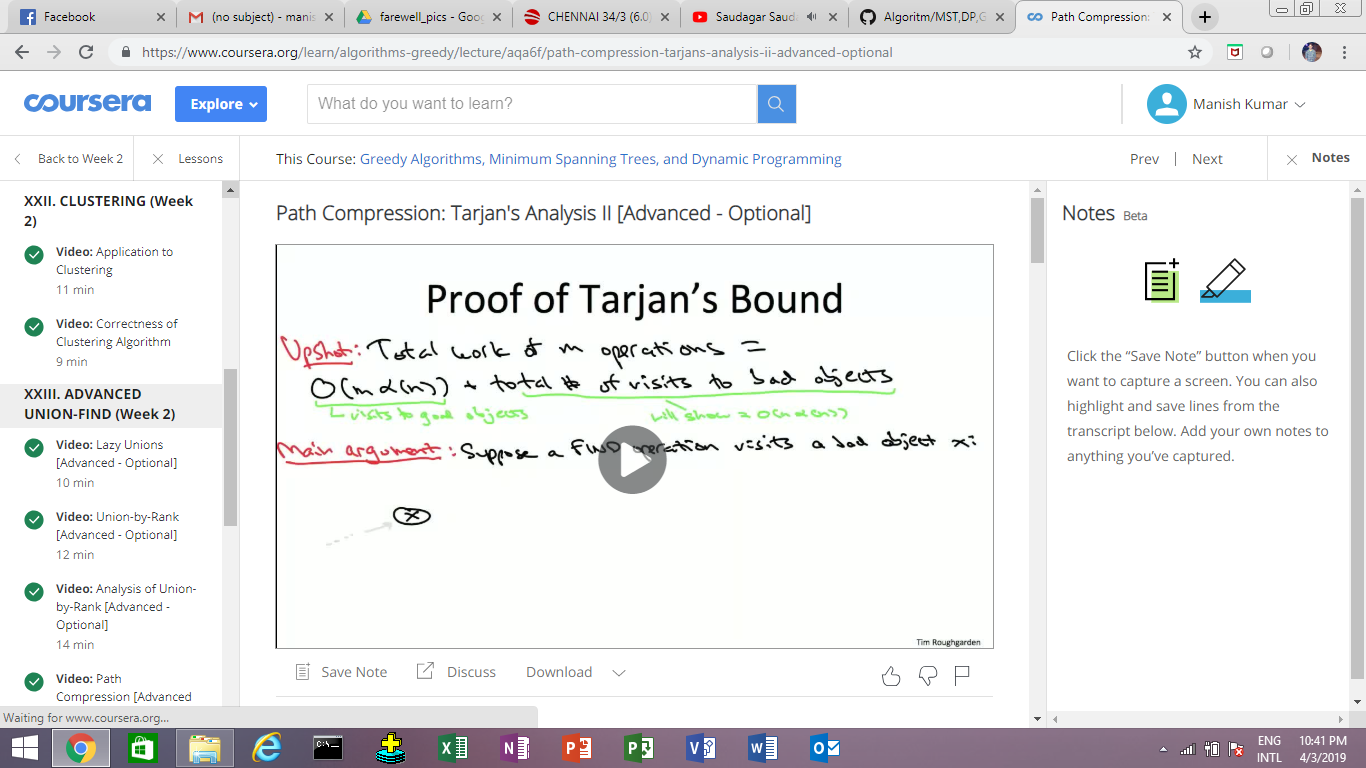 Facebook
(no subject) - manis
farewell_pics - Goog
CHENNAI 34/3 (6.0)
Saudagar Saud
Algoritm/MST,DP,G
Path Compression:
https://www.coursera.org/learn/algorithms-greedy/lecture/aqa6f/path-compression-tarjans-analysis-ii-advanced-optional
coursera
Explore
What do you want to learn?
Manish Kumar
Back to Week 2
Lessons
This Course: Greedy Algorithms, Minimum Spanning Trees, and Dynamic Programming
Prev | Next
Notes
XXII. CLUSTERING (Week
2)
Video: Application to
Clustering
11 min
Video: Correctness of
Clustering Algorithm
9 min
XXIII. ADVANCED
UNION-FIND (Week 2)
Video: Lazy Unions
[Advanced - Optional]
10 min
Video: Union-by-Rank
[Advanced - Optional]
12 min
Video: Analysis of Union-
by-Rank [Advanced -
Optional]
14 min
Video: Path
Compression [Advanced
Path Compression: Tarjan's Analysis II [Advanced - Optional]
Proof of Tarjan's Bound
Upshot: Total work of m operations =
O(m α(n)) + total # of visits to bad objects
visits to good objects
will show = O(n α(n))
Main argument: Suppose a FIND operation visits a bad object x:
x
Tim Roughgarden
Save Note
Discuss
Download
Notes Beta
Click the “Save Note” button when you
want to capture a screen. You can also
highlight and save lines from the
transcript below. Add your own notes to
anything you’ve captured.
Waiting for www.coursera.org...
ENG
INTL
10:41 PM
4/3/2019